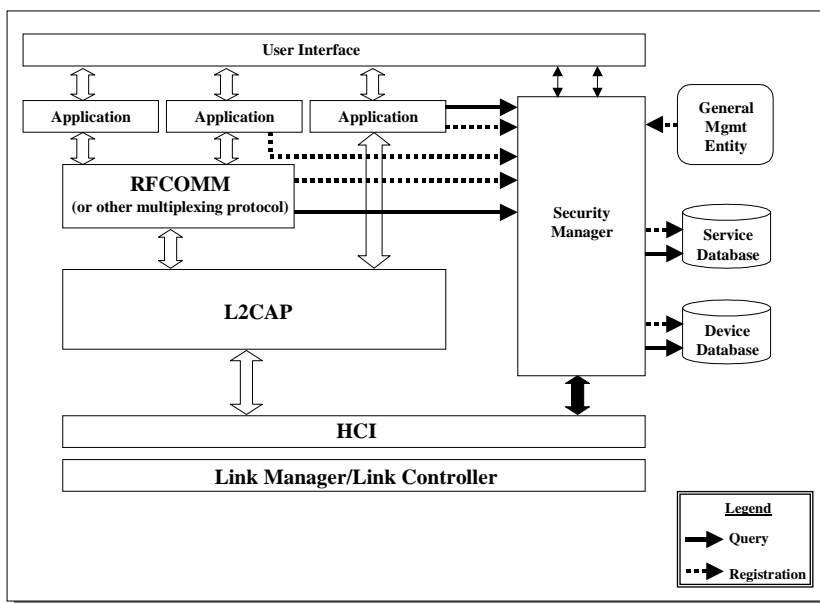 User Interface
Application
Application
Application
General
Mgmt
Entity
RFCOMM
(or other multiplexing protocol)
Security
Manager
Service
Database
L2CAP
Device
Database
HCI
Link Manager/Link Controller
Legend
Query
Registration